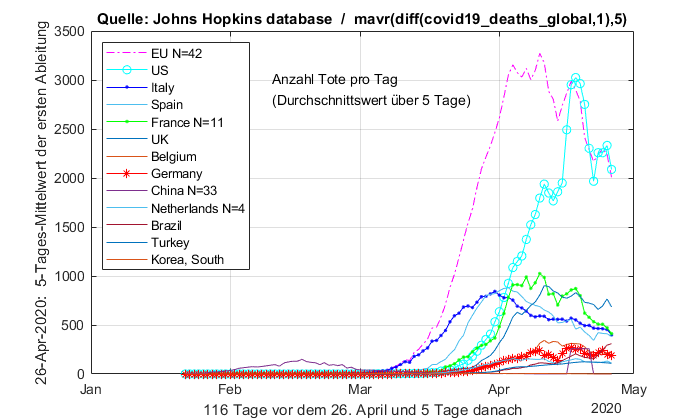 Quelle: Johns Hopkins database / mavr(diff(covid19_deaths_global,1),5)
26-Apr-2020: 5-Tages-Mittelwert der ersten Ableitung
3500
3000
2500
2000
1500
1000
500
0
EU N=42
US
Italy
Spain
France N=11
UK
Belgium
Germany
China N=33
Netherlands N=4
Brazil
Turkey
Korea, South
Anzahl Tote pro Tag
(Durchschnittswert über 5 Tage)
Jan Feb Mar Apr May
116 Tage vor dem 26. April und 5 Tage danach
2020